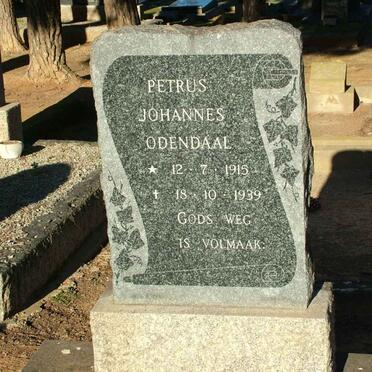 PETRUS
JOHANNES
ODENDAAL
★ 12-7-1915
✝ 18-10-1939
GODS WEG
IS VOLMAAK.